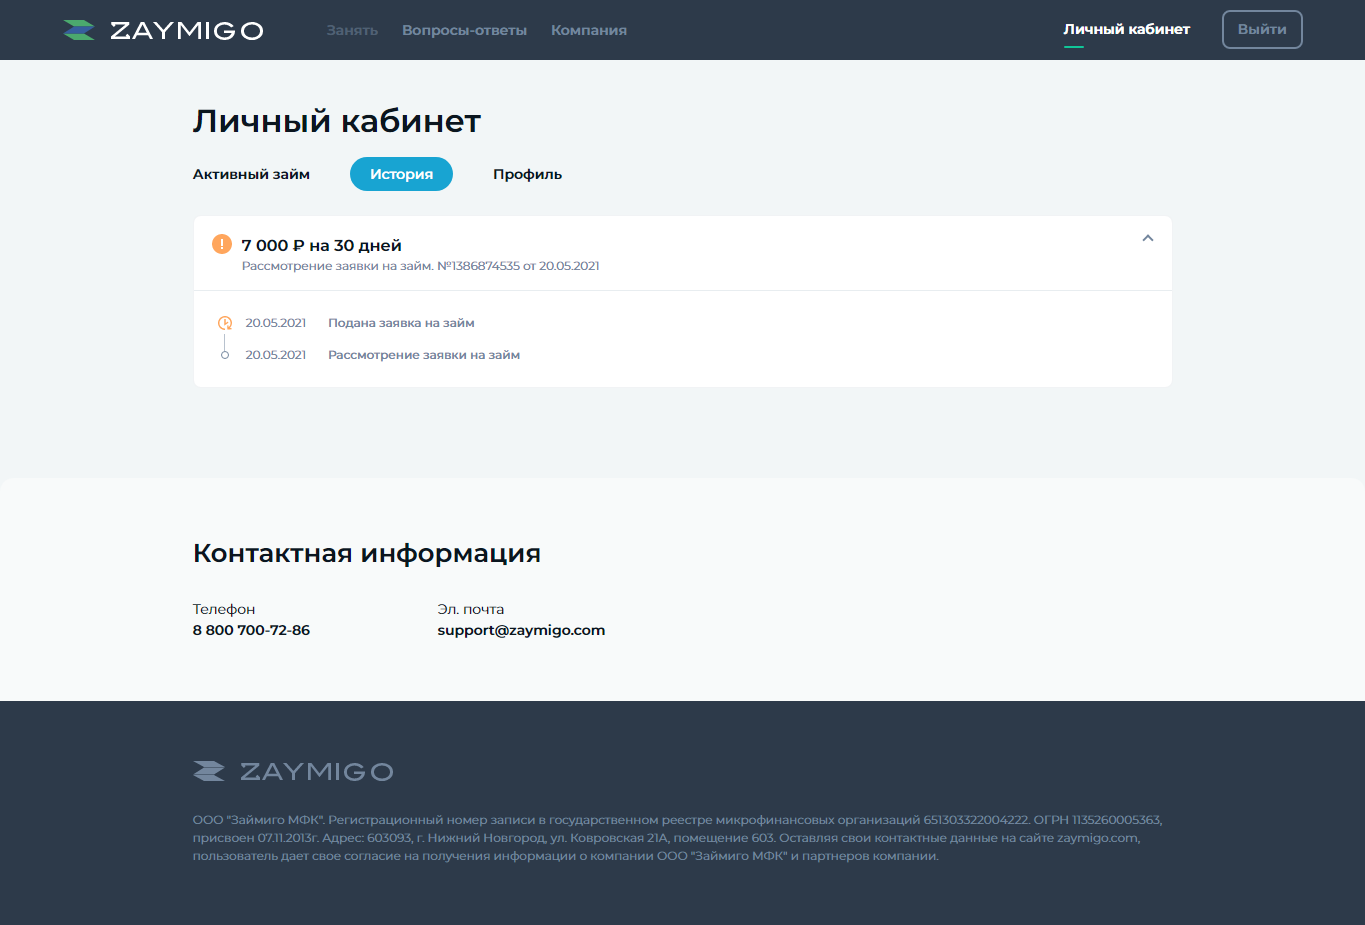 ZAYMIGO
Занять Вопросы-ответы Компания
Личный кабинет Выйти
Личный кабинет
Активный займ История Профиль
7 000 ₽ на 30 дней
Рассмотрение заявки на займ. №1386874535 от 20.05.2021
20.05.2021 Подана заявка на займ
20.05.2021 Рассмотрение заявки на займ
Контактная информация
Телефон Эл. почта
8 800 700-72-86 support@zaymigo.com
ZAYMIGO
ООО "Займиго МФК". Регистрационный номер записи в государственном реестре микрофинансовых организаций 651303322004222. ОГРН 1135260005363,
присвоен 07.11.2013г. Адрес: 603093, г. Нижний Новгород, ул. Ковровская 21А, помещение 603. Оставляя свои контактные данные на сайте zaymigo.com,
пользователь дает свое согласие на получения информации о компании ООО "Займиго МФК" и партнеров компании.